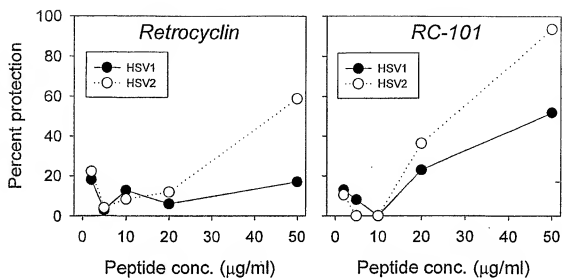 Retrocyclin
RC-101
Percent protection
100
80
60
40
20
0
HSV1
HSV2
HSV1
HSV2
0 10 20 30 40 50
0 10 20 30 40 50
Peptide conc. (μg/ml)
Peptide conc. (μg/ml)